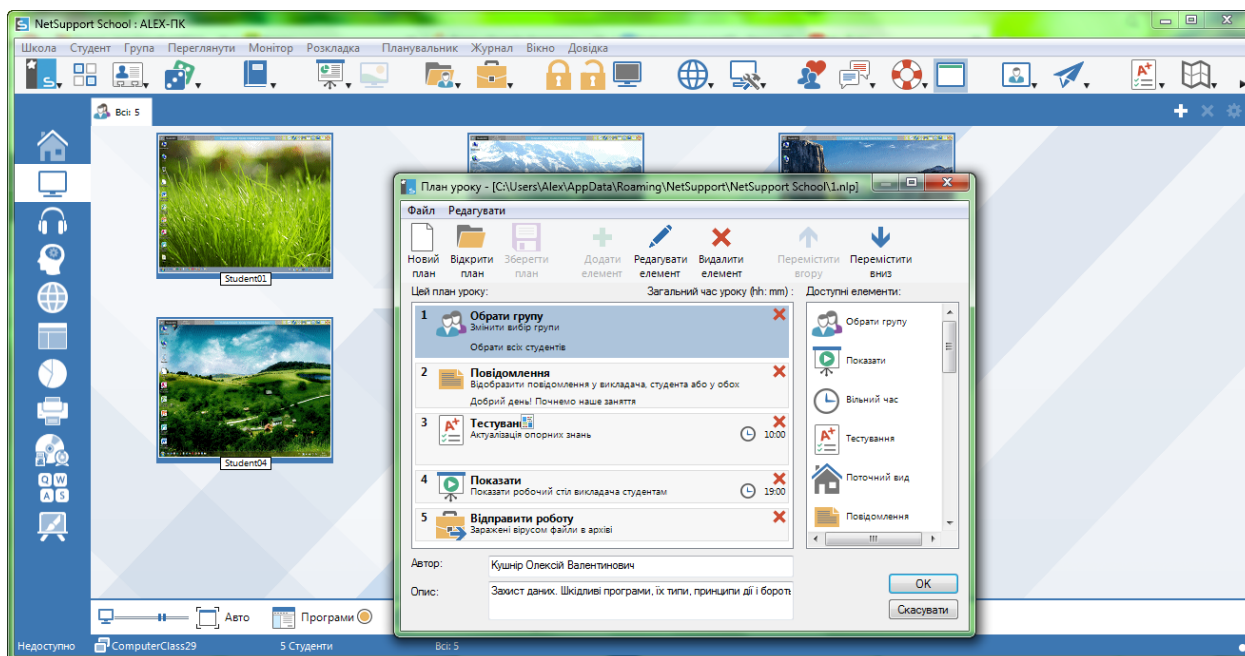 NetSupport School : ALEX-ПК
Школа Студент Група Переглянути Монітор Розкладка Планувальник Журнал Вікно Довідка
Всі: 5
Student01
Student04
План уроку - [C:\Users\Alex\AppData\Roaming\NetSupport\NetSupport School\1.nlp]
Файл Редагувати
Новий план
Відкрити план
Зберегти план
Додати елемент
Редагувати елемент
Видалити елемент
Перемістити вгору
Перемістити вниз
Цей план уроку: Загальний час уроку (hh: mm) : Доступні елементи:
1 Обрати групу
Змінити вибір групи
Обрати всіх студентів
2 Повідомлення
Відобразити повідомлення у викладача, студента або у обох
Добрий день! Почнемо наше заняття
3 Тестуванн
Актуалізація опорних знань 10:00
4 Показати
Показати робочий стіл викладача студентам 19:00
5 Відправити роботу
Заражені вірусом файли в архіві
Обрати групу
Показати
Вільний час
Тестування
Поточний вид
Повідомлення
Автор: Кушнір Олексій Валентинович
Опис: Захист даних. Шкідливі програми, їх типи, принципи дії і бороть
OK
Скасувати
Авто Програми
Q W
A S
Недоступно ComputerClass29 5 Студенти Всі: 5